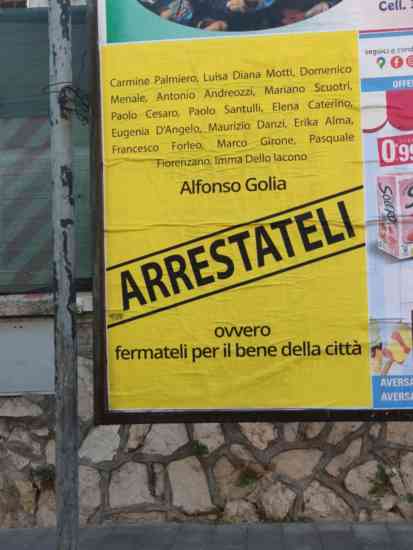 Cell.
Carmine Palmiero, Luisa Diana Motti, Domenico
Menale, Antonio Andreozzi, Mariano Scuotri,
Paolo Cesaro, Paolo Santulli, Elena Caterino,
Eugenia D'Angelo, Maurizio Danzi, Erika Alma,
Francesco Forleo, Marco Girone, Pasquale
Fiorenzano, Imma Dello Iacono
Alfonso Golia
ARRESTATELI
ovvero
fermateli per il bene della città
seguici e
OFFE
0,99
AVERSA
AVERSA